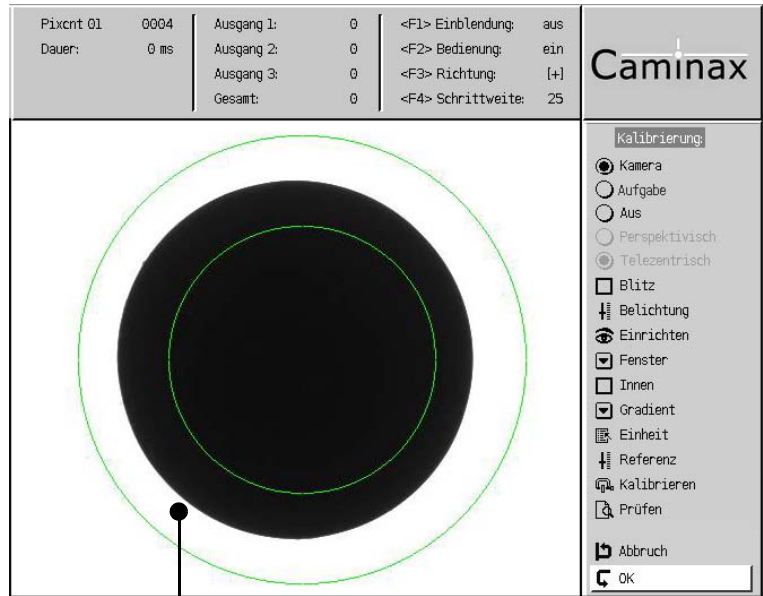 Pixcnt 01 0004
Dauer: 0 ms
Ausgang 1: 0
Ausgang 2: 0
Ausgang 3: 0
Gesamt: 0
<F1> Einblendung: aus
<F2> Bedienung: ein
<F3> Richtung: [+]
<F4> Schrittweite: 25
Caminax
Kalibrierung:
Kamera
Aufgabe
Aus
Perspektivisch
Telezentrisch
Blitz
Belichtung
Einrichten
Fenster
Innen
Gradient
Einheit
Referenz
Kalibrieren
Prüfen
Abbruch
OK